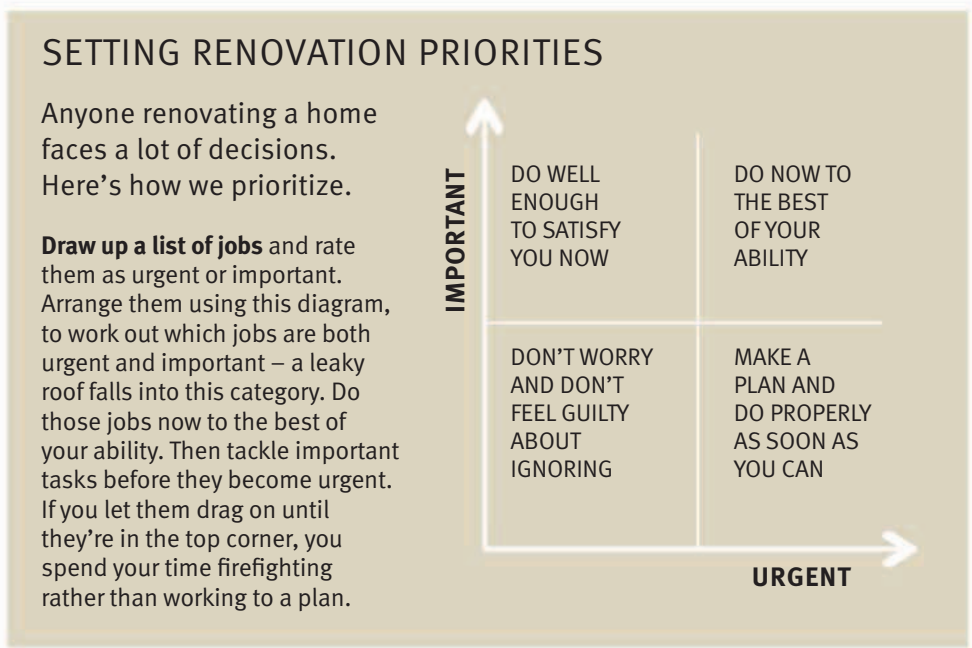 SETTING RENOVATION PRIORITIES
Anyone renovating a home
faces a lot of decisions.
Here's how we prioritize.
Draw up a list of jobs and rate
them as urgent or important.
Arrange them using this diagram,
to work out which jobs are both
urgent and important – a leaky
roof falls into this category. Do
those jobs now to the best of
your ability. Then tackle important
tasks before they become urgent.
If you let them drag on until
they're in the top corner, you
spend your time firefighting
rather than working to a plan.
IMPORTANT
DO WELL
ENOUGH
TO SATISFY
YOU NOW
DO NOW TO
THE BEST
OF YOUR
ABILITY
DON'T WORRY
AND DON'T
FEEL GUILTY
ABOUT
IGNORING
MAKE A
PLAN AND
DO PROPERLY
AS SOON AS
YOU CAN
URGENT